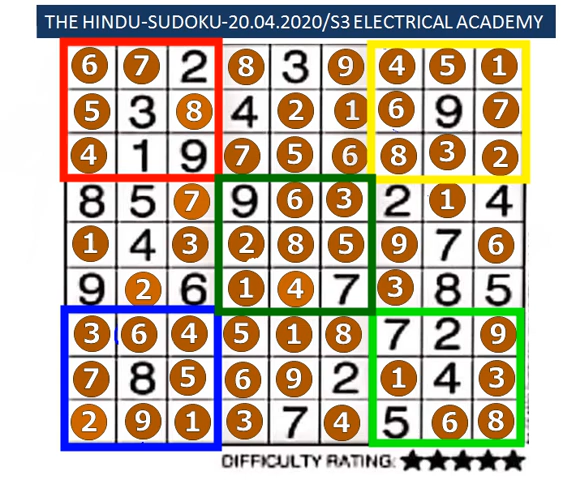 THE HINDU-SUDOKU-20.04.2020/S3 ELECTRICAL ACADEMY
6 7 2 8 3 9 4 5 1
5 3 8 4 2 1 6 9 7
4 1 9 7 5 6 8 3 2
8 5 7 9 6 3 2 1 4
1 4 3 2 8 5 9 7 6
9 2 6 1 4 7 3 8 5
3 6 4 5 1 8 7 2 9
7 8 5 6 9 2 1 4 3
2 9 1 3 7 4 5 6 8
DIFFICULTY RATING: ★★★★★